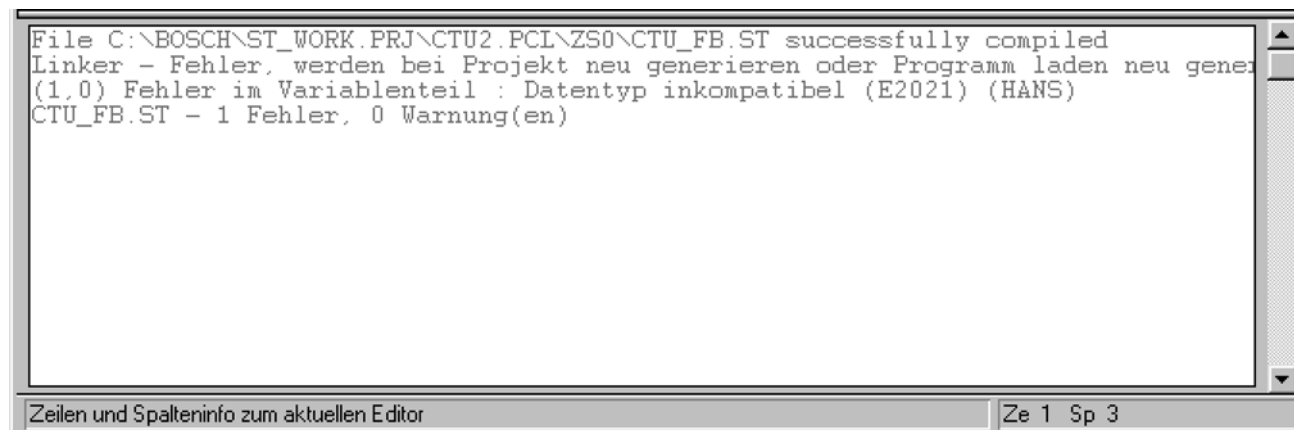 File C:\BOSCH\ST_WORK.PRJ\CTU2.PCL\ZS0\CTU_FB.ST successfully compiled
Linker - Fehler, werden bei Projekt neu generieren oder Programm laden neu gener
(1,0) Fehler im Variablenteil : Datentyp inkompatibel (E2021) (HANS)
CTU_FB.ST - 1 Fehler, 0 Warnung(en)
Zeilen und Spalteninfo zum aktuellen Editor Ze 1 Sp 3